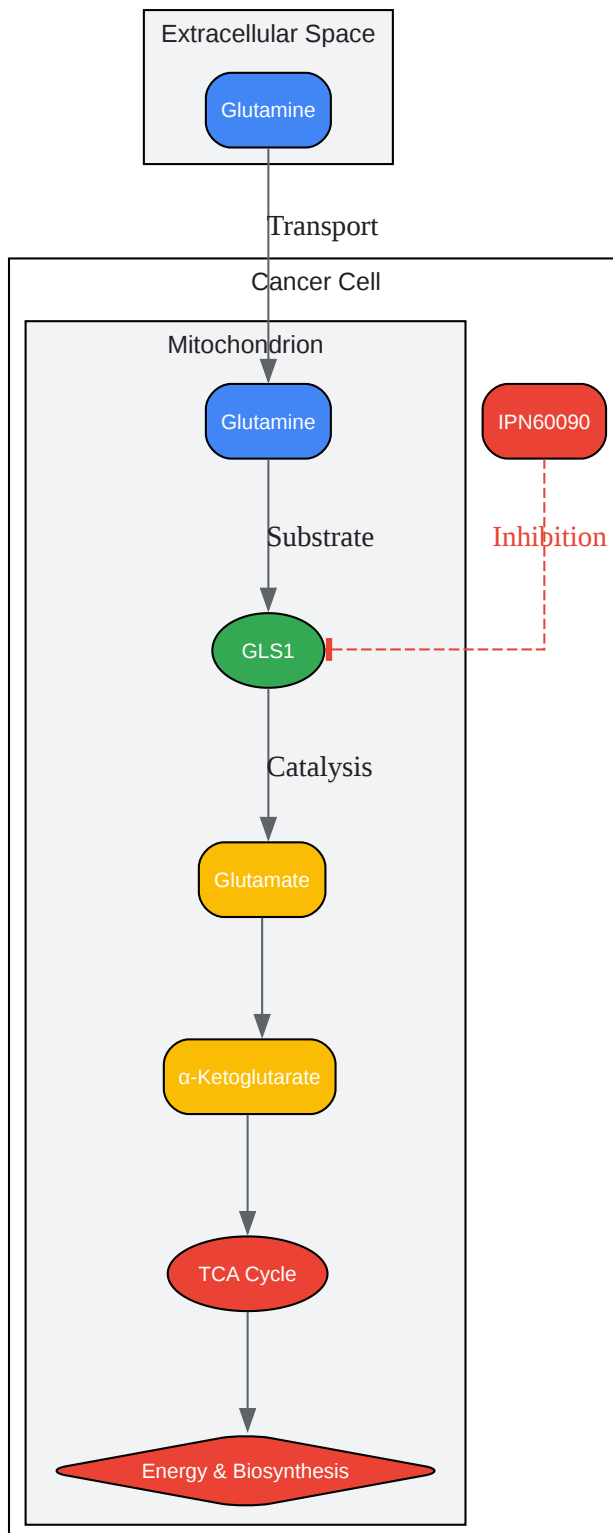 Extracellular Space
Glutamine
Transport
Cancer Cell
Mitochondrion
Glutamine
IPN60090
Substrate
Inhibition
GLS1
Catalysis
Glutamate
α-Ketoglutarate
TCA Cycle
Energy & Biosynthesis